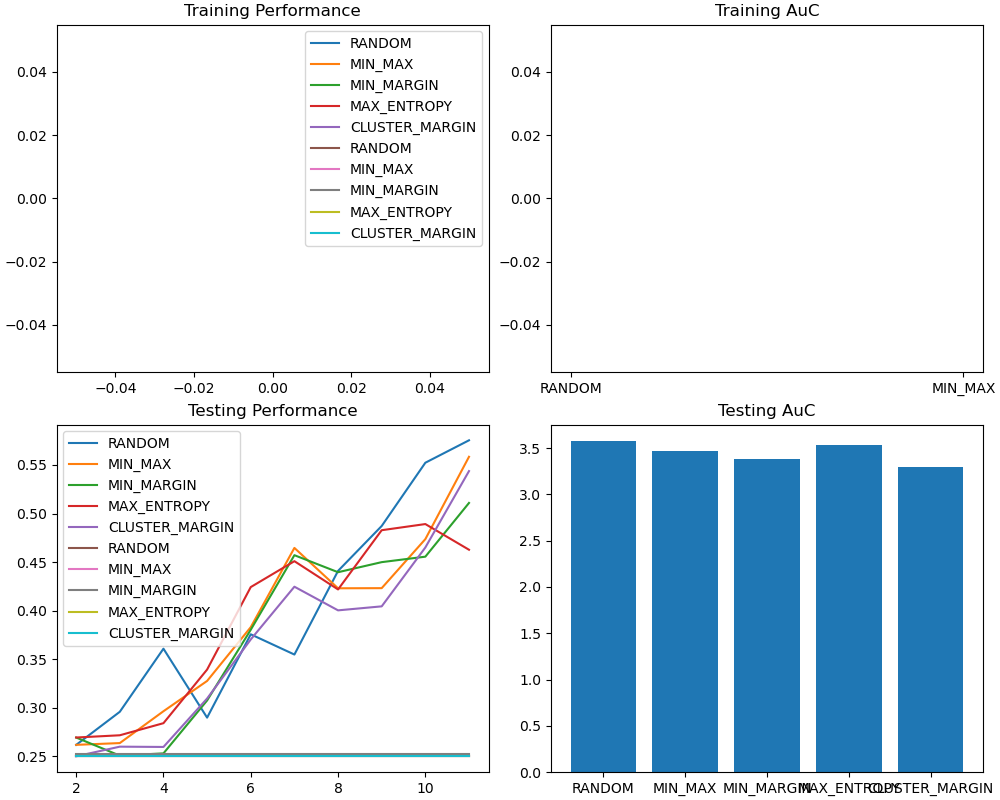 Training Performance
0.04
0.02
0.00
−0.02
−0.04
RANDOM
MIN_MAX
MIN_MARGIN
MAX_ENTROPY
CLUSTER_MARGIN
RANDOM
MIN_MAX
MIN_MARGIN
MAX_ENTROPY
CLUSTER_MARGIN
−0.04 −0.02 0.00 0.02 0.04
Training AuC
0.04
0.02
0.00
−0.02
−0.04
RANDOM MIN_MAX
Testing Performance
0.55
0.50
0.45
0.40
0.35
0.30
0.25
RANDOM
MIN_MAX
MIN_MARGIN
MAX_ENTROPY
CLUSTER_MARGIN
RANDOM
MIN_MAX
MIN_MARGIN
MAX_ENTROPY
CLUSTER_MARGIN
2 4 6 8 10
Testing AuC
3.5
3.0
2.5
2.0
1.5
1.0
0.5
0.0
RANDOM MIN_MAX MIN_MARGIN MAX_ENTROPY CLUSTER_MARGIN